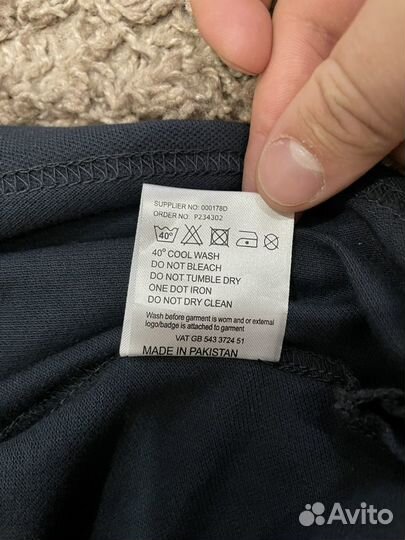 SUPPLIER NO: 000178D
ORDER NO: P234302
40°
40° COOL WASH
DO NOT BLEACH
DO NOT TUMBLE DRY
ONE DOT IRON
DO NOT DRY CLEAN
Wash before garment is worn and or external
logo/badge is attached to garment
VAT GB 543 3724 51
MADE IN PAKISTAN
Avito